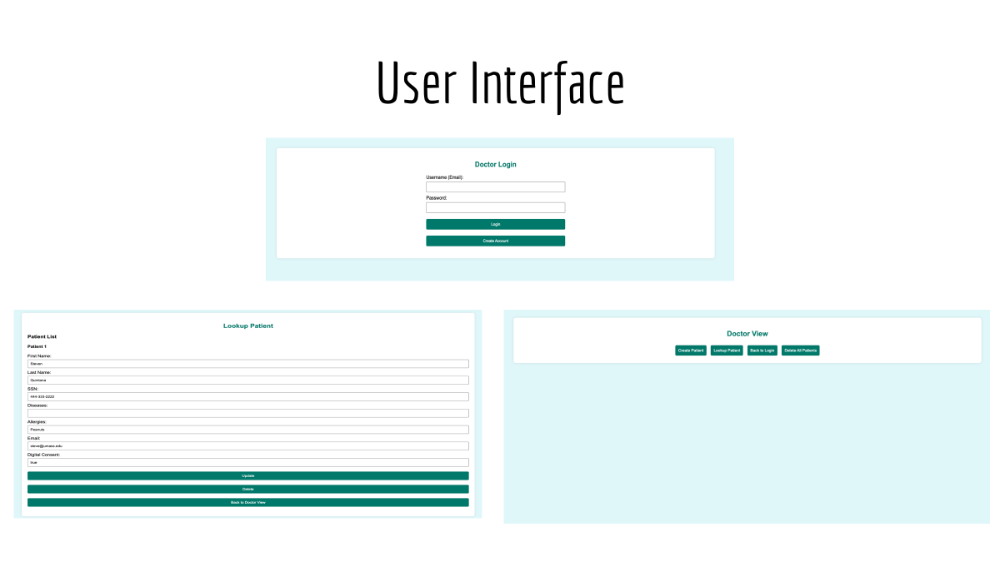 User Interface
Doctor Login
Username (Email):
Password:
Login
Create Account
Lookup Patient
Patient List
Patient 1
First Name:
Steven
Last Name:
Quintana
SSN:
444-333-2222
Diseases:
Allergies:
Peanuts
Email:
steve@umass.edu
Digital Consent:
true
Update
Delete
Back to Doctor View
Doctor View
Create Patient Lookup Patient Back to Login Delete All Patients